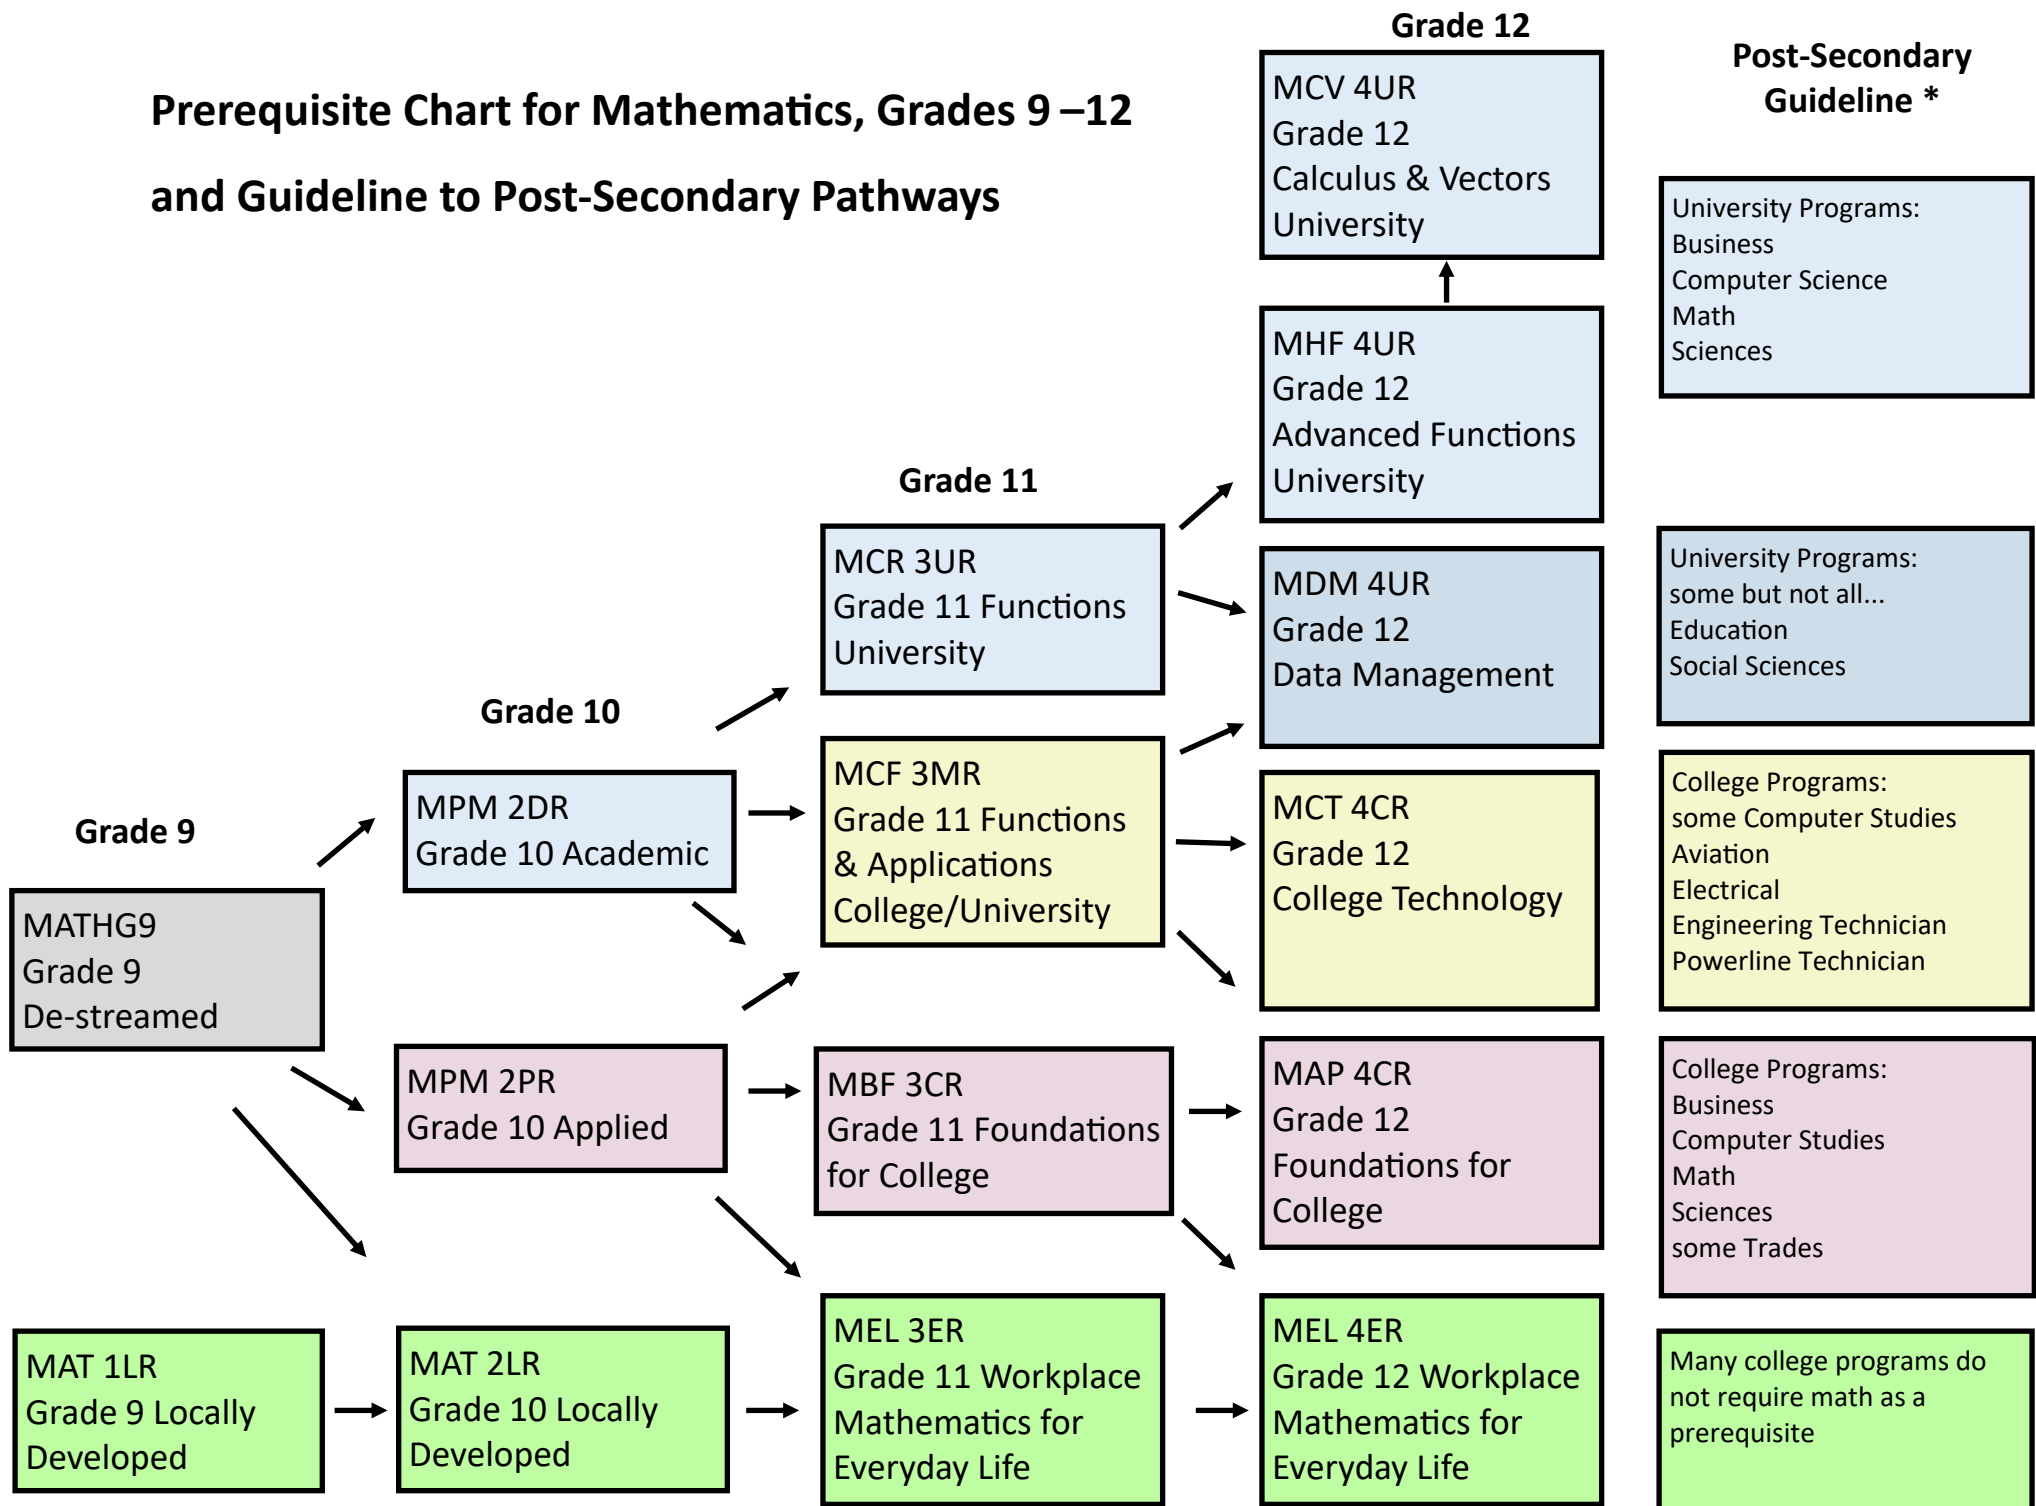 Prerequisite Chart for Mathematics, Grades 9 –12
and Guideline to Post-Secondary Pathways
Grade 9
MATHG9
Grade 9
De-streamed
MAT 1LR
Grade 9 Locally
Developed
Grade 10
MPM 2DR
Grade 10 Academic
MPM 2PR
Grade 10 Applied
MAT 2LR
Grade 10 Locally
Developed
Grade 11
MCR 3UR
Grade 11 Functions
University
MCF 3MR
Grade 11 Functions
& Applications
College/University
MBF 3CR
Grade 11 Foundations
for College
MEL 3ER
Grade 11 Workplace
Mathematics for
Everyday Life
Grade 12
MCV 4UR
Grade 12
Calculus & Vectors
University
MHF 4UR
Grade 12
Advanced Functions
University
MDM 4UR
Grade 12
Data Management
MCT 4CR
Grade 12
College Technology
MAP 4CR
Grade 12
Foundations for
College
MEL 4ER
Grade 12 Workplace
Mathematics for
Everyday Life
Post-Secondary
Guideline *
University Programs:
Business
Computer Science
Math
Sciences
University Programs:
some but not all...
Education
Social Sciences
College Programs:
some Computer Studies
Aviation
Electrical
Engineering Technician
Powerline Technician
College Programs:
Business
Computer Studies
Math
Sciences
some Trades
Many college programs do
not require math as a
prerequisite